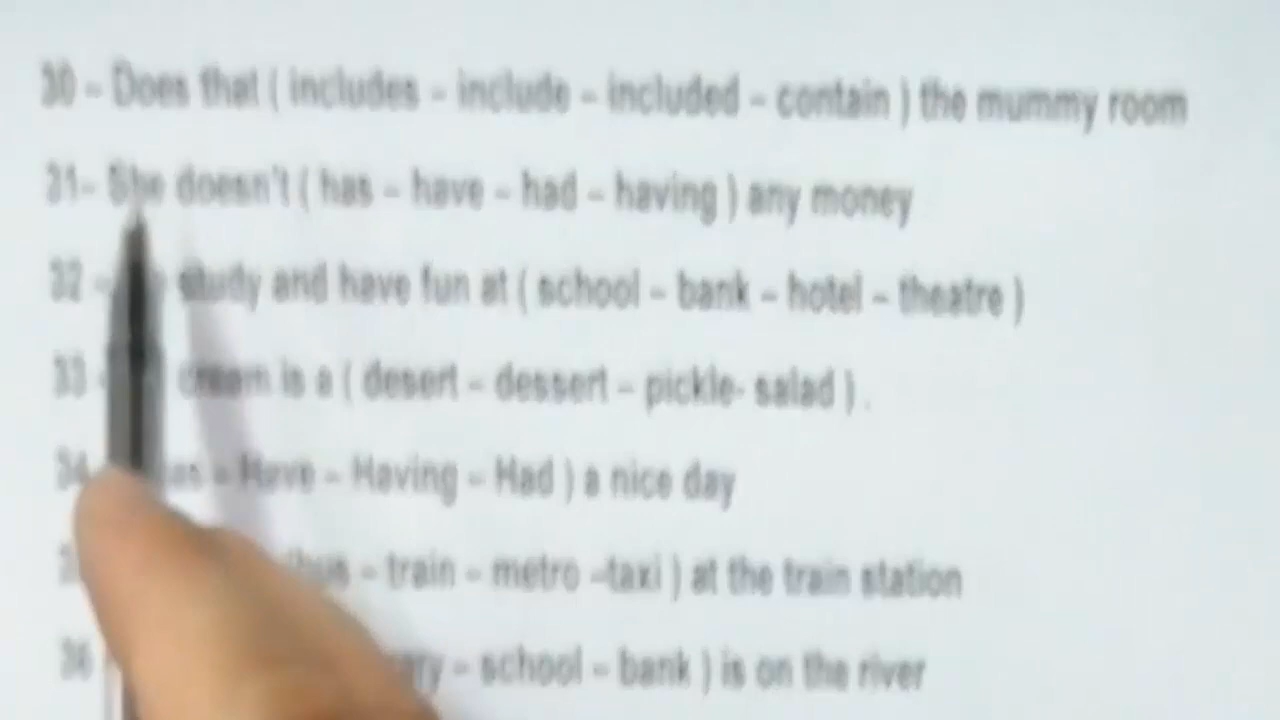 30 - Does that ( includes - include - included - contain ) the mummy room
31- She doesn't ( has - have - had - having ) any money
32 - study and have fun at ( school - bank - hotel - theatre )
33 cream is a ( desert - dessert - pickle- salad ) .
34 - Have - Having - Had ) a nice day
- train - metro -taxi ) at the train station
36 - school - bank ) is on the river